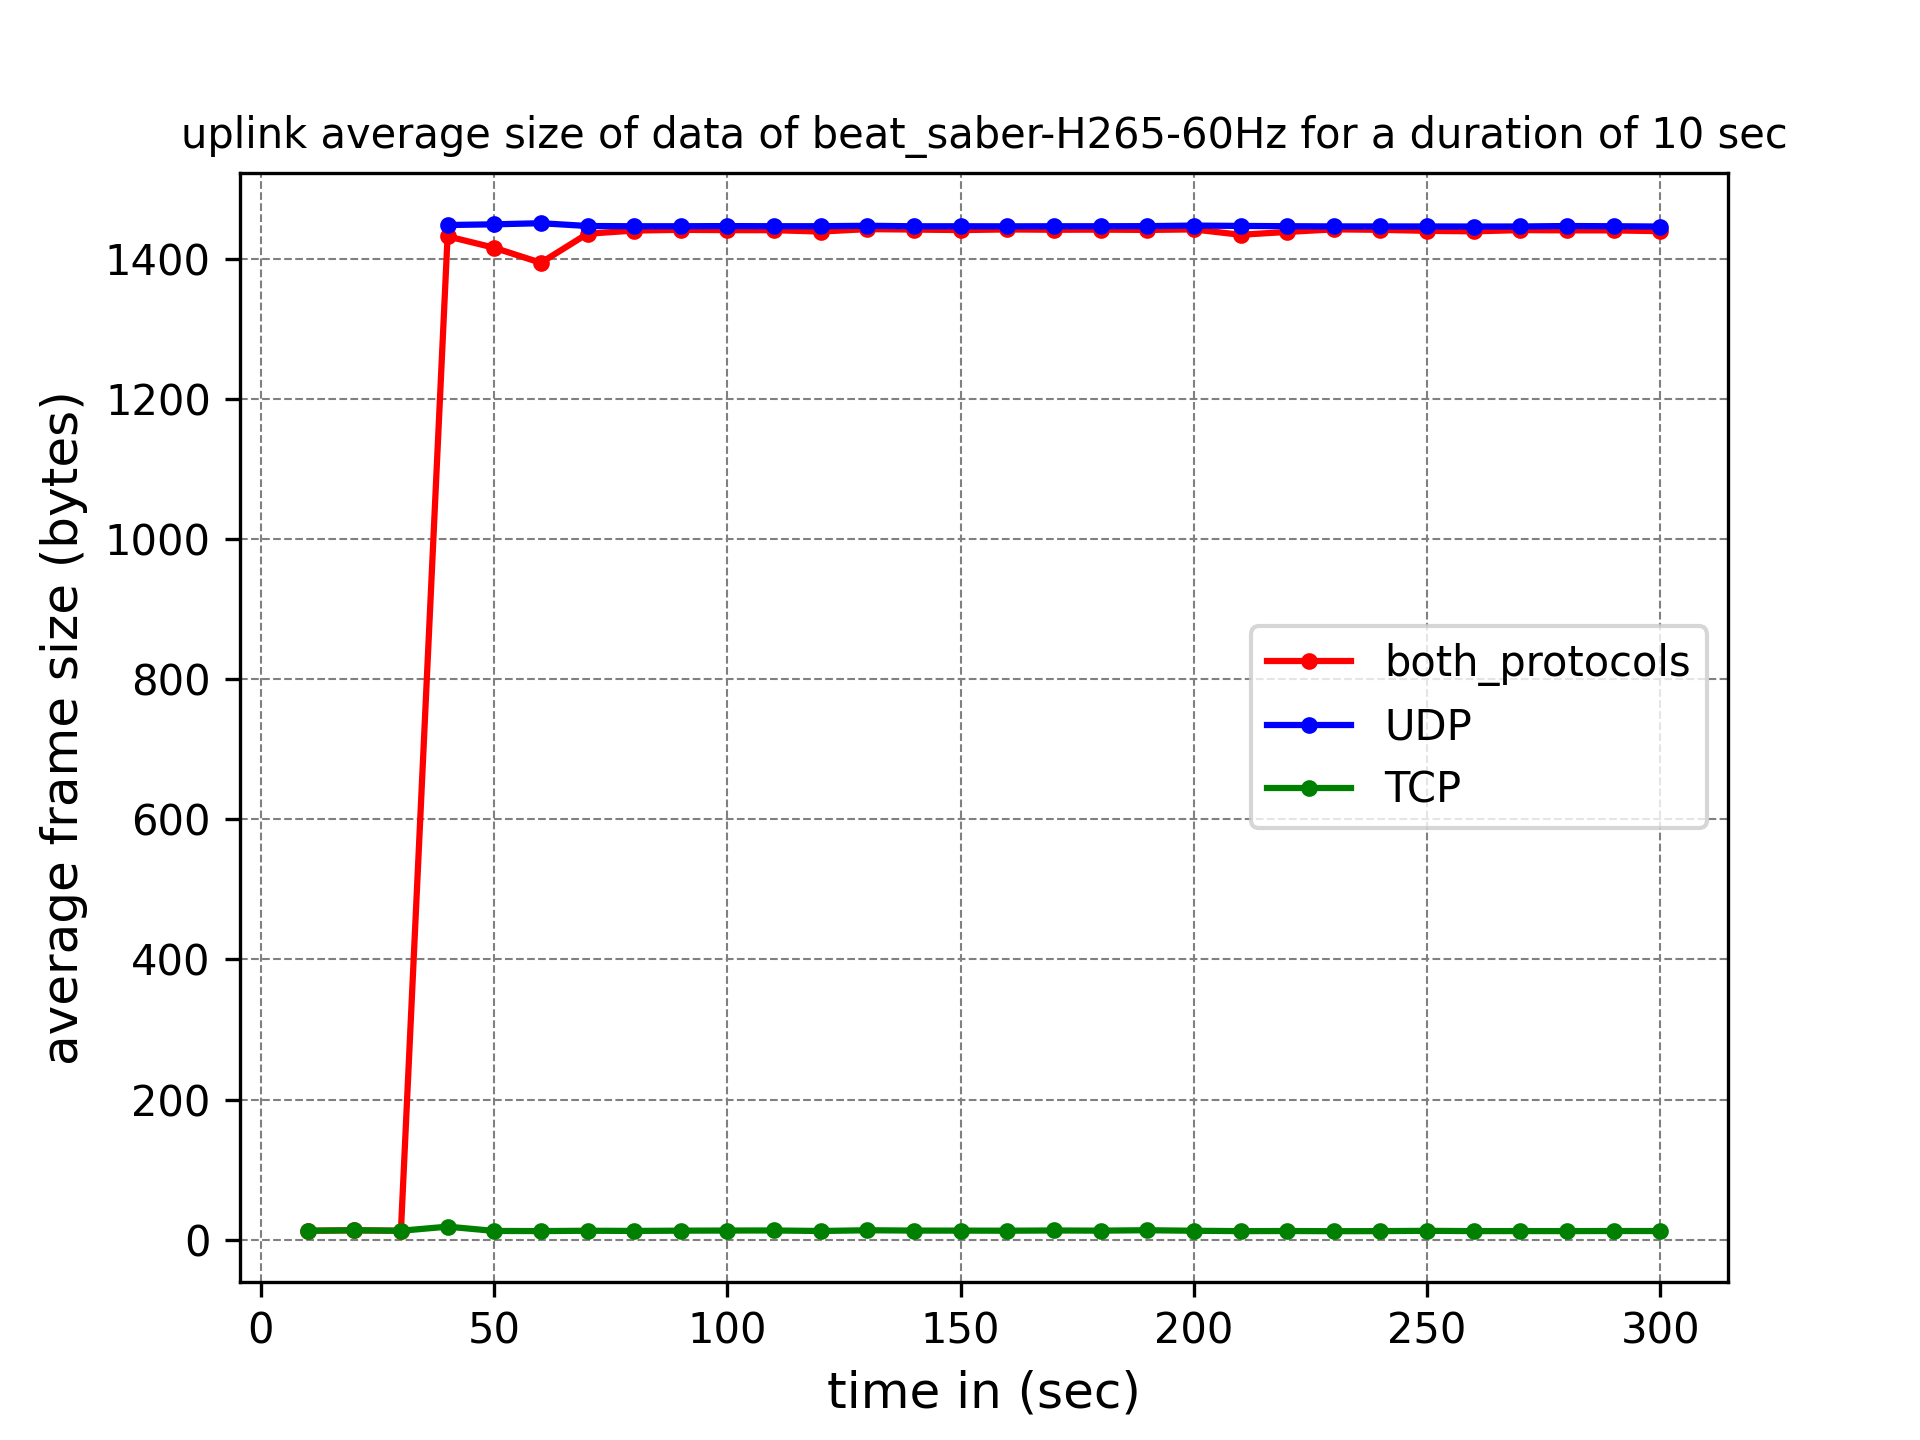 uplink average size of data of beat_saber-H265-60Hz for a duration of 10 sec
average frame size (bytes)
1400
1200
1000
800
600
400
200
0
both_protocols
UDP
TCP
0 50 100 150 200 250 300
time in (sec)